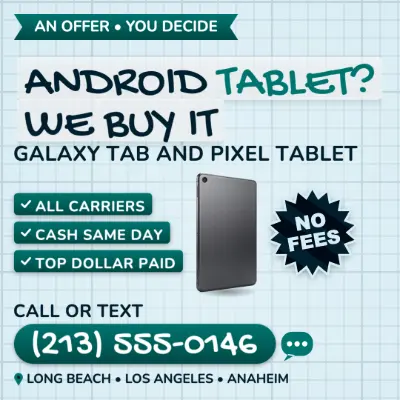 AN OFFER • YOU DECIDE
ANDROID TABLET?
WE BUY IT
GALAXY TAB AND PIXEL TABLET
ALL CARRIERS
CASH SAME DAY
TOP DOLLAR PAID
NO
FEES
CALL OR TEXT
(213) 555-0146
LONG BEACH • LOS ANGELES • ANAHEIM